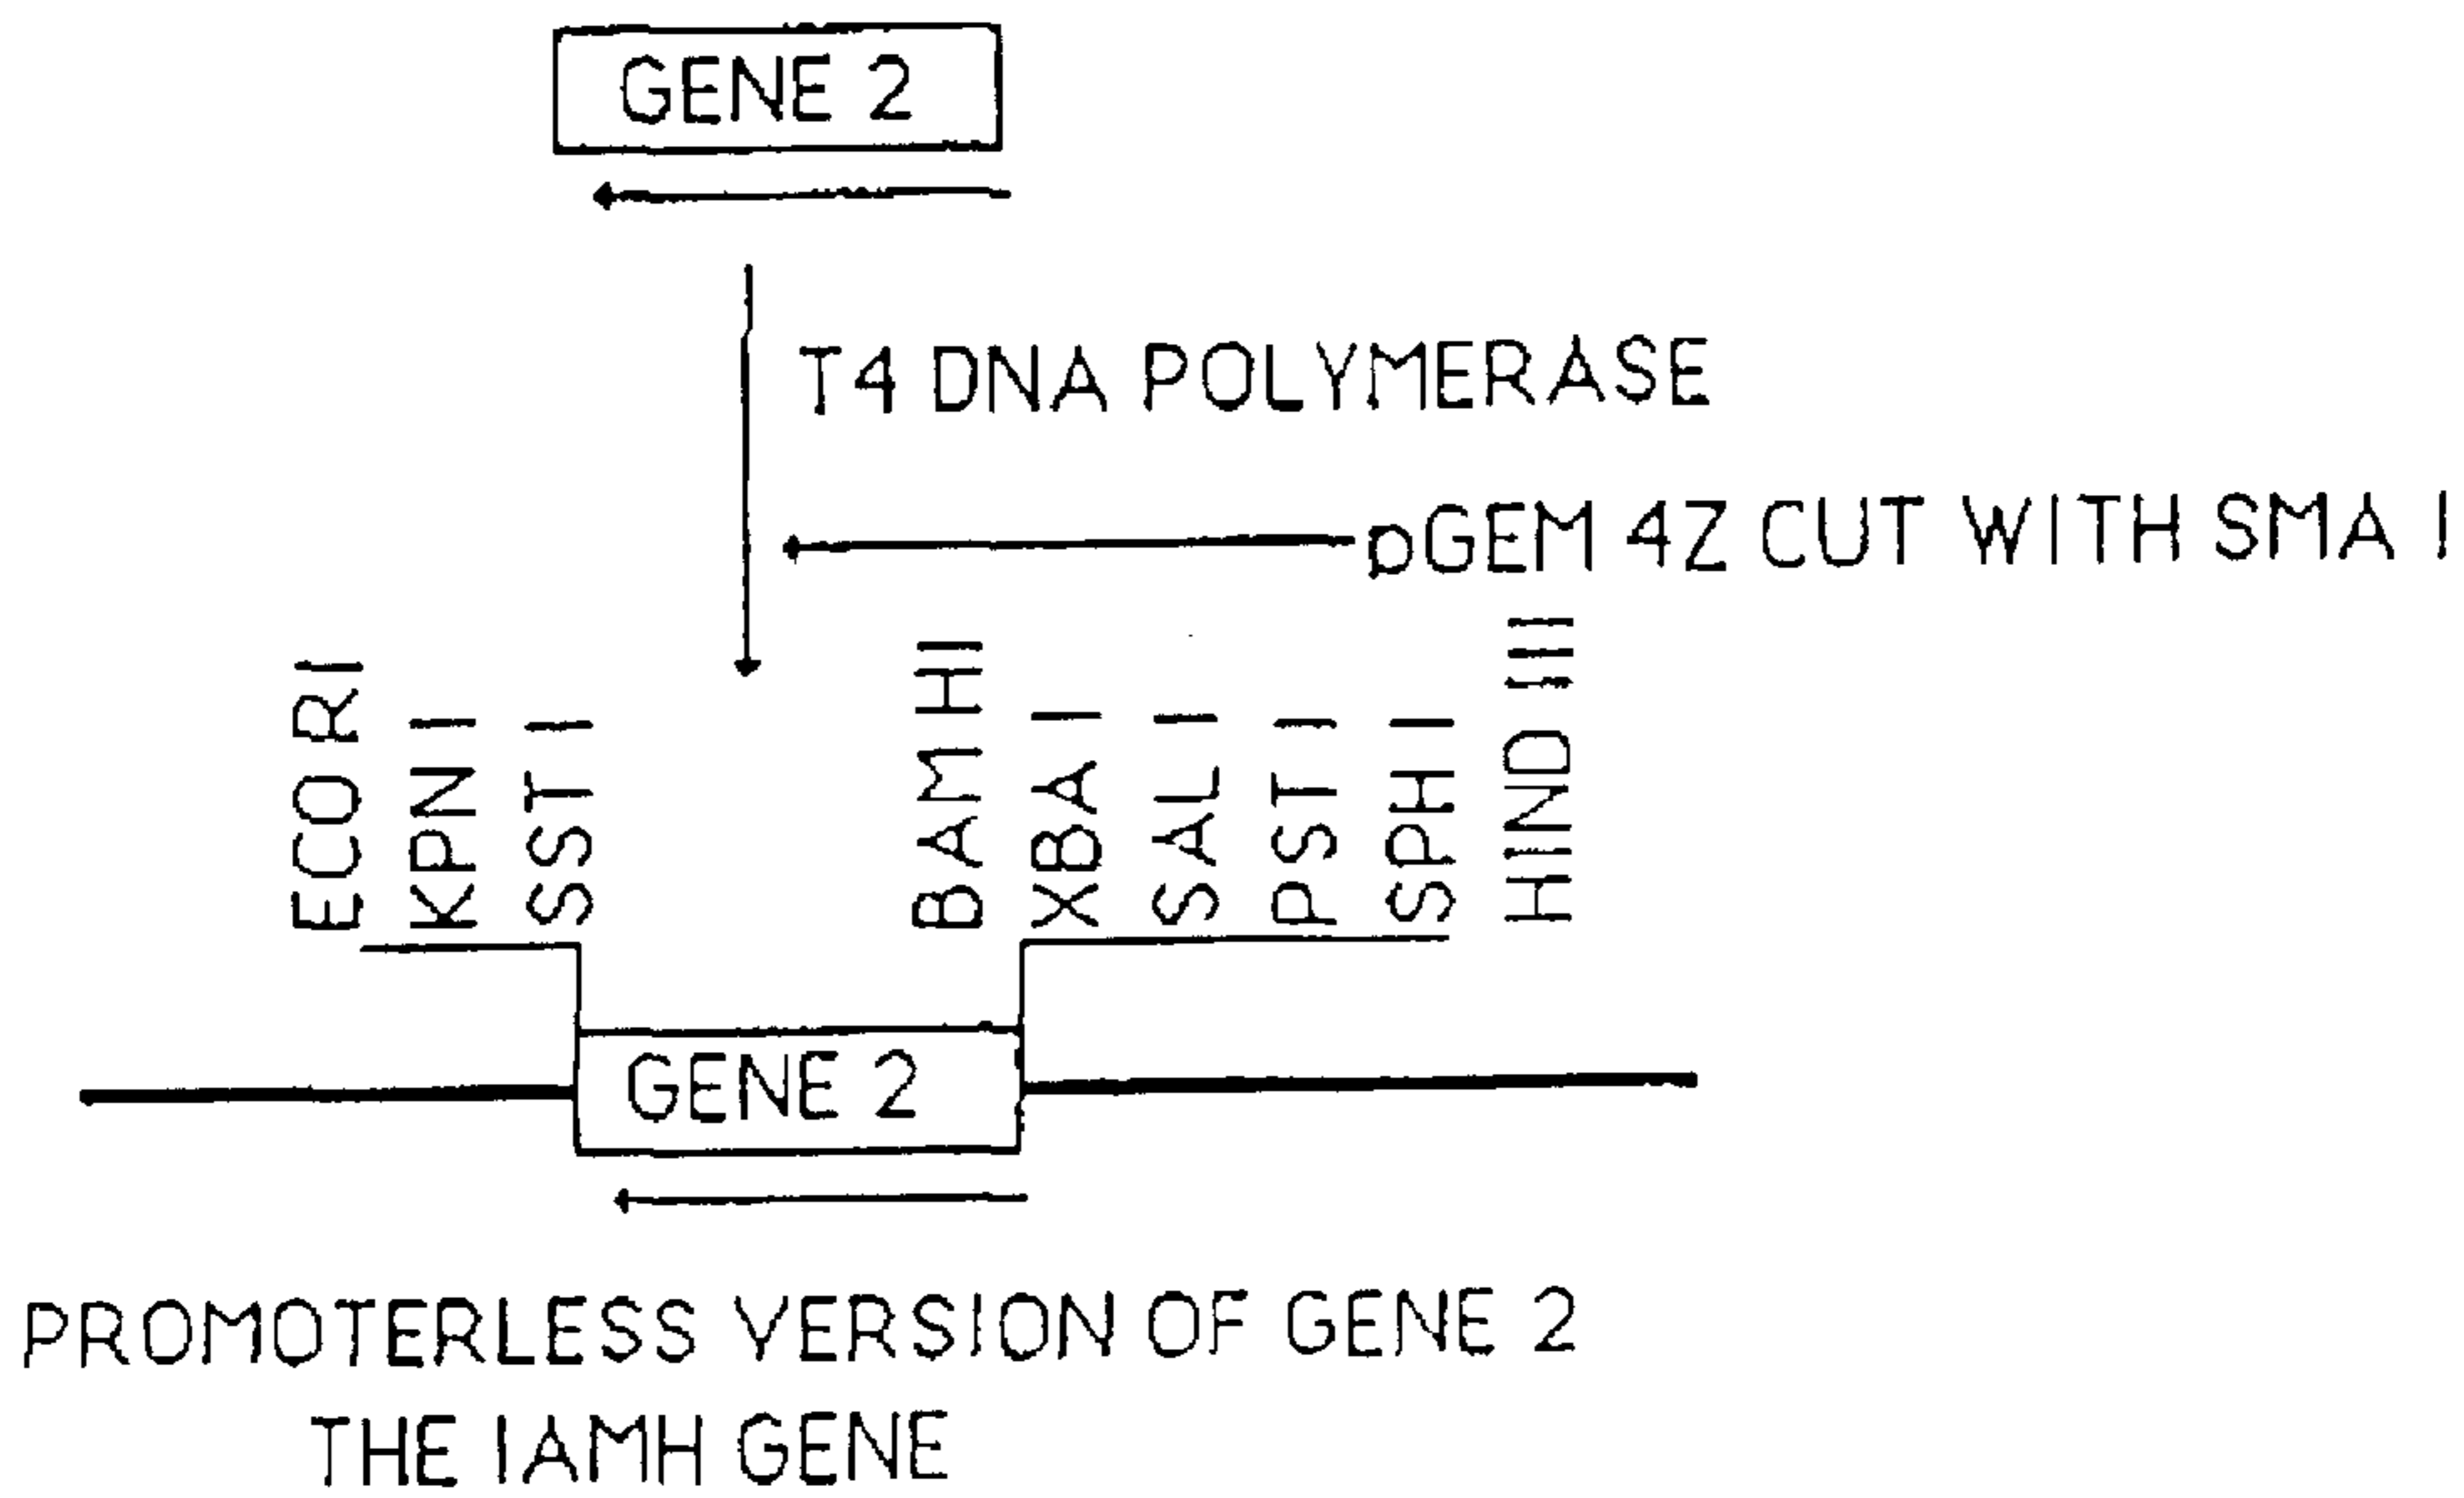 GENE 2
T4 DNA POLYMERASE
pGEM 4Z CUT WITH SMA I
ECO RI
KPN I
SST I
BAM HI
XBA I
SAL I
PST I
SPH I
HIND III
GENE 2
PROMOTERLESS VERSION OF GENE 2
THE IAMH GENE